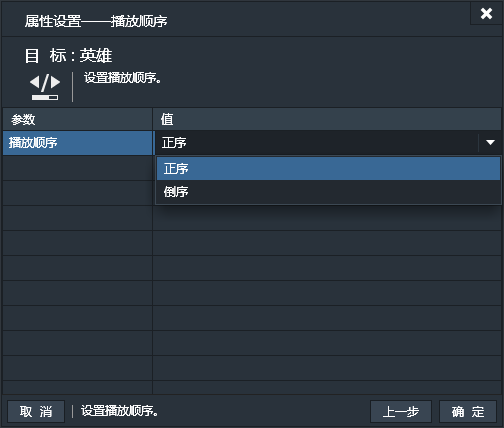 属性设置——播放顺序
目 标 : 英雄
设置播放顺序。
参数 值
播放顺序 正序
正序
倒序
取 消 设置播放顺序。 上一步 确 定